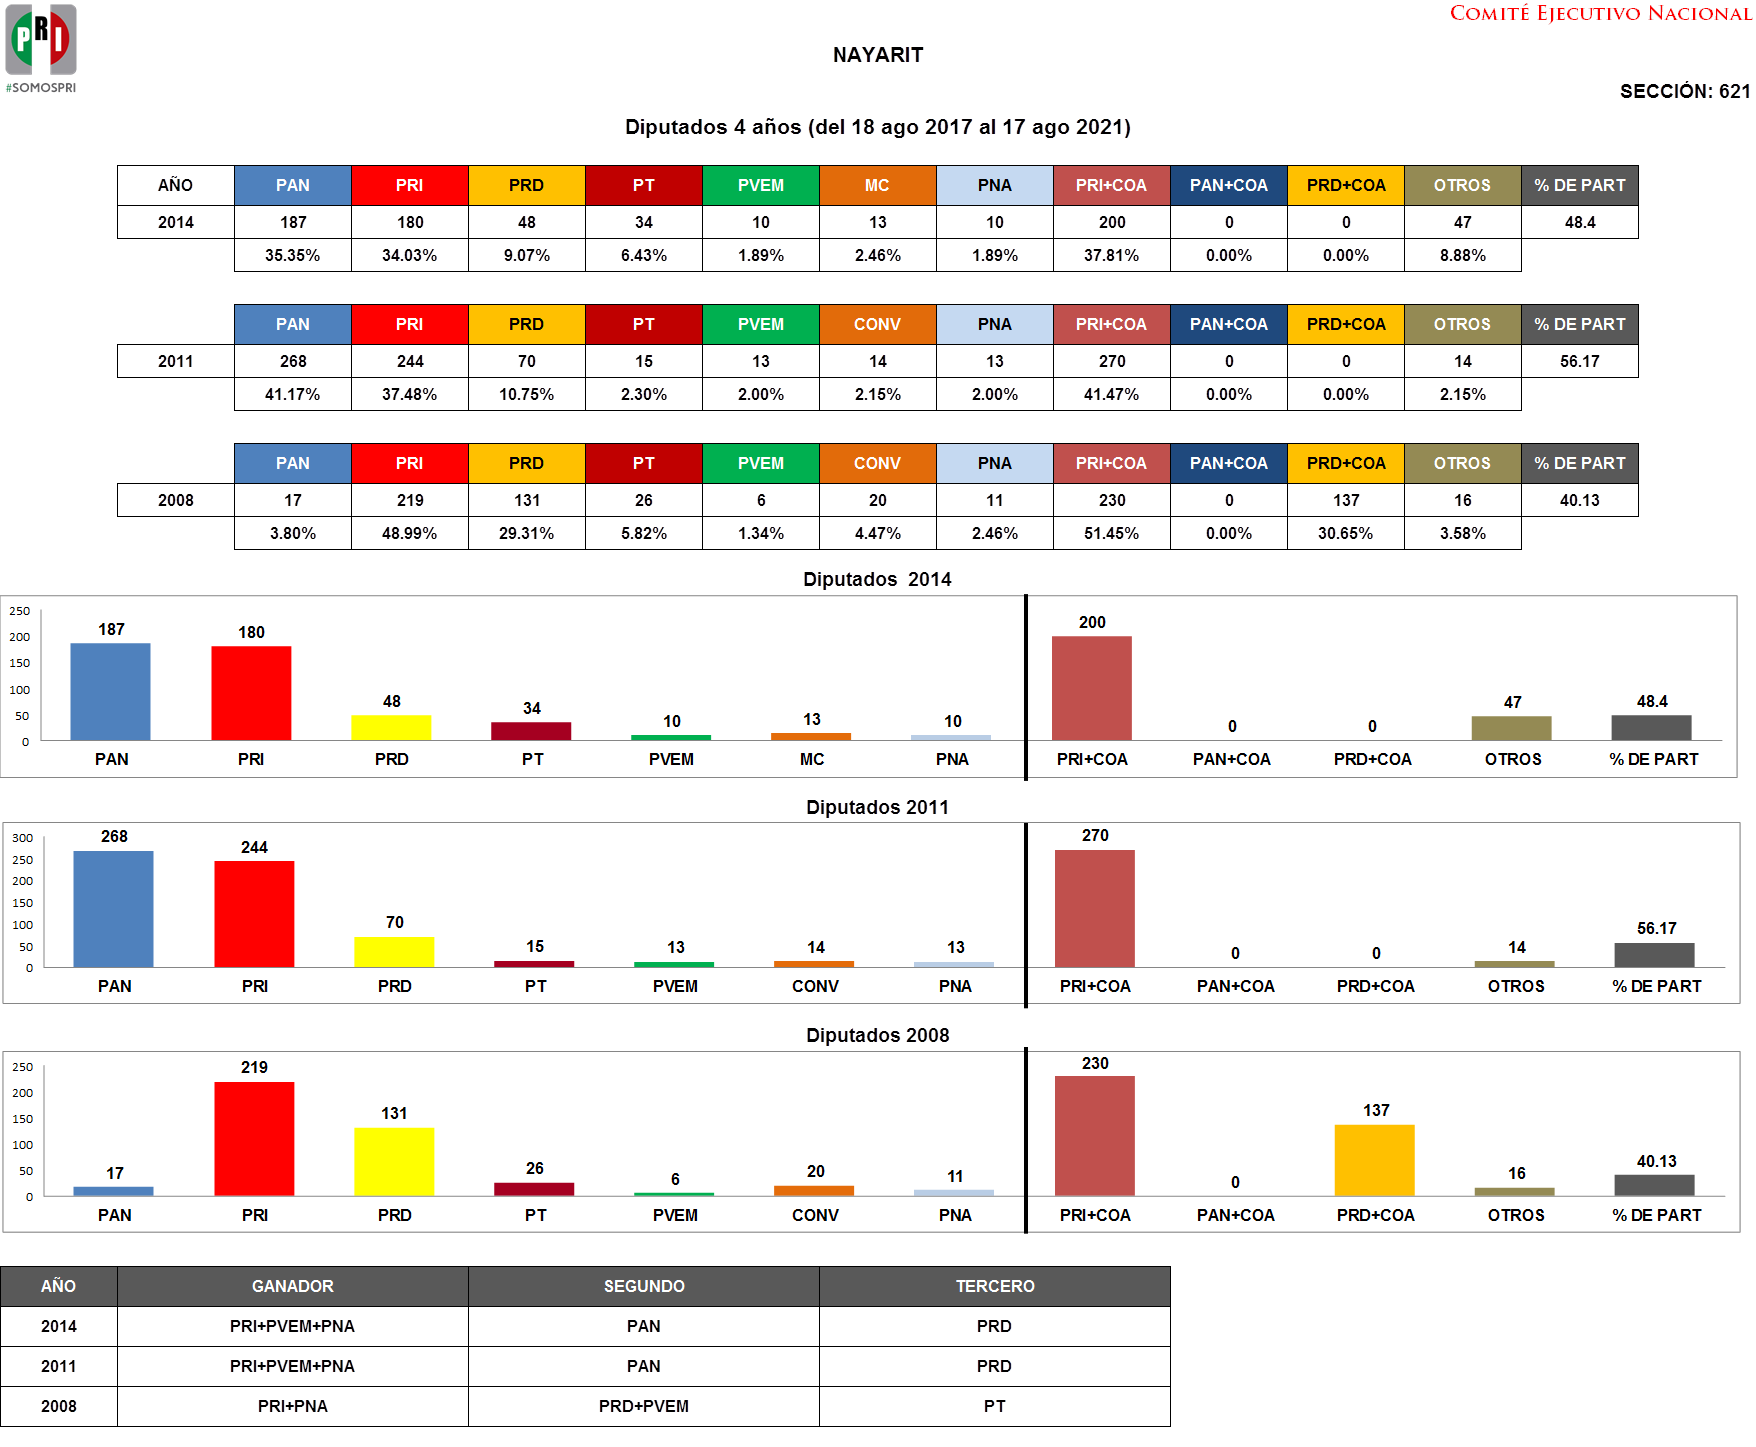 COMITÉ EJECUTIVO NACIONAL
PRI
#SOMOSPRI
NAYARIT
SECCIÓN: 621
Diputados 4 años (del 18 ago 2017 al 17 ago 2021)
AÑO PAN PRI PRD PT PVEM MC PNA PRI+COA PAN+COA PRD+COA OTROS % DE PART
2014 187 180 48 34 10 13 10 200 0 0 47 48.4
35.35% 34.03% 9.07% 6.43% 1.89% 2.46% 1.89% 37.81% 0.00% 0.00% 8.88%
PAN PRI PRD PT PVEM CONV PNA PRI+COA PAN+COA PRD+COA OTROS % DE PART
2011 268 244 70 15 13 14 13 270 0 0 14 56.17
41.17% 37.48% 10.75% 2.30% 2.00% 2.15% 2.00% 41.47% 0.00% 0.00% 2.15%
PAN PRI PRD PT PVEM CONV PNA PRI+COA PAN+COA PRD+COA OTROS % DE PART
2008 17 219 131 26 6 20 11 230 0 137 16 40.13
3.80% 48.99% 29.31% 5.82% 1.34% 4.47% 2.46% 51.45% 0.00% 30.65% 3.58%
Diputados 2014
250
200
150
100
50
0
187 180 48 34 10 13 10 200 0 0 47 48.4
PAN PRI PRD PT PVEM MC PNA PRI+COA PAN+COA PRD+COA OTROS % DE PART
Diputados 2011
300
250
200
150
100
50
0
268 244 70 15 13 14 13 270 0 0 14 56.17
PAN PRI PRD PT PVEM CONV PNA PRI+COA PAN+COA PRD+COA OTROS % DE PART
Diputados 2008
250
200
150
100
50
0
17 219 131 26 6 20 11 230 0 137 16 40.13
PAN PRI PRD PT PVEM CONV PNA PRI+COA PAN+COA PRD+COA OTROS % DE PART
AÑO GANADOR SEGUNDO TERCERO
2014 PRI+PVEM+PNA PAN PRD
2011 PRI+PVEM+PNA PAN PRD
2008 PRI+PNA PRD+PVEM PT